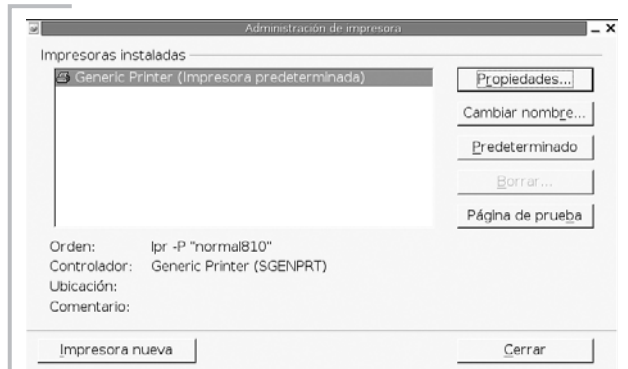 Administración de impresora
Impresoras instaladas
Generic Printer (Impresora predeterminada)
Propiedades...
Cambiar nombre...
Predeterminado
Borrar...
Página de prueba
Orden: lpr -P "normal810"
Controlador: Generic Printer (SGENPRT)
Ubicación:
Comentario:
Impresora nueva
Cerrar